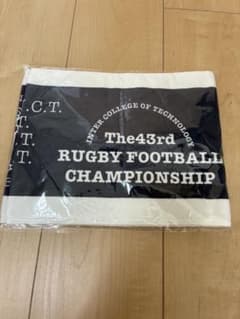 INTER COLLEGE OF TECHNOLOGY
The43rd
RUGBY FOOTBALL
CHAMPIONSHIP
.C.T.
.T.
.T.
.T.